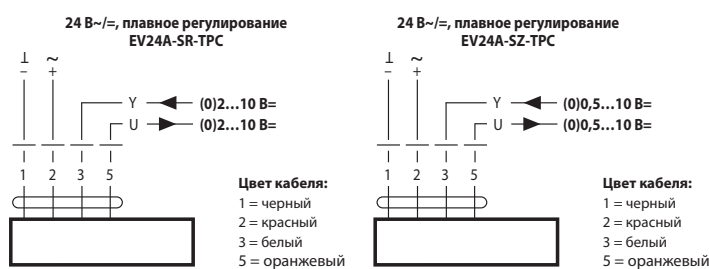 24 В~/=, плавное регулирование
EV24A-SR-TPC
⊥ ~
– +
Y (0)2...10 В=
U (0)2...10 В=
1 2 3 5
Цвет кабеля:
1 = черный
2 = красный
3 = белый
5 = оранжевый
24 В~/=, плавное регулирование
EV24A-SZ-TPC
⊥ ~
– +
Y (0)0,5...10 В=
U (0)0,5...10 В=
1 2 3 5
Цвет кабеля:
1 = черный
2 = красный
3 = белый
5 = оранжевый